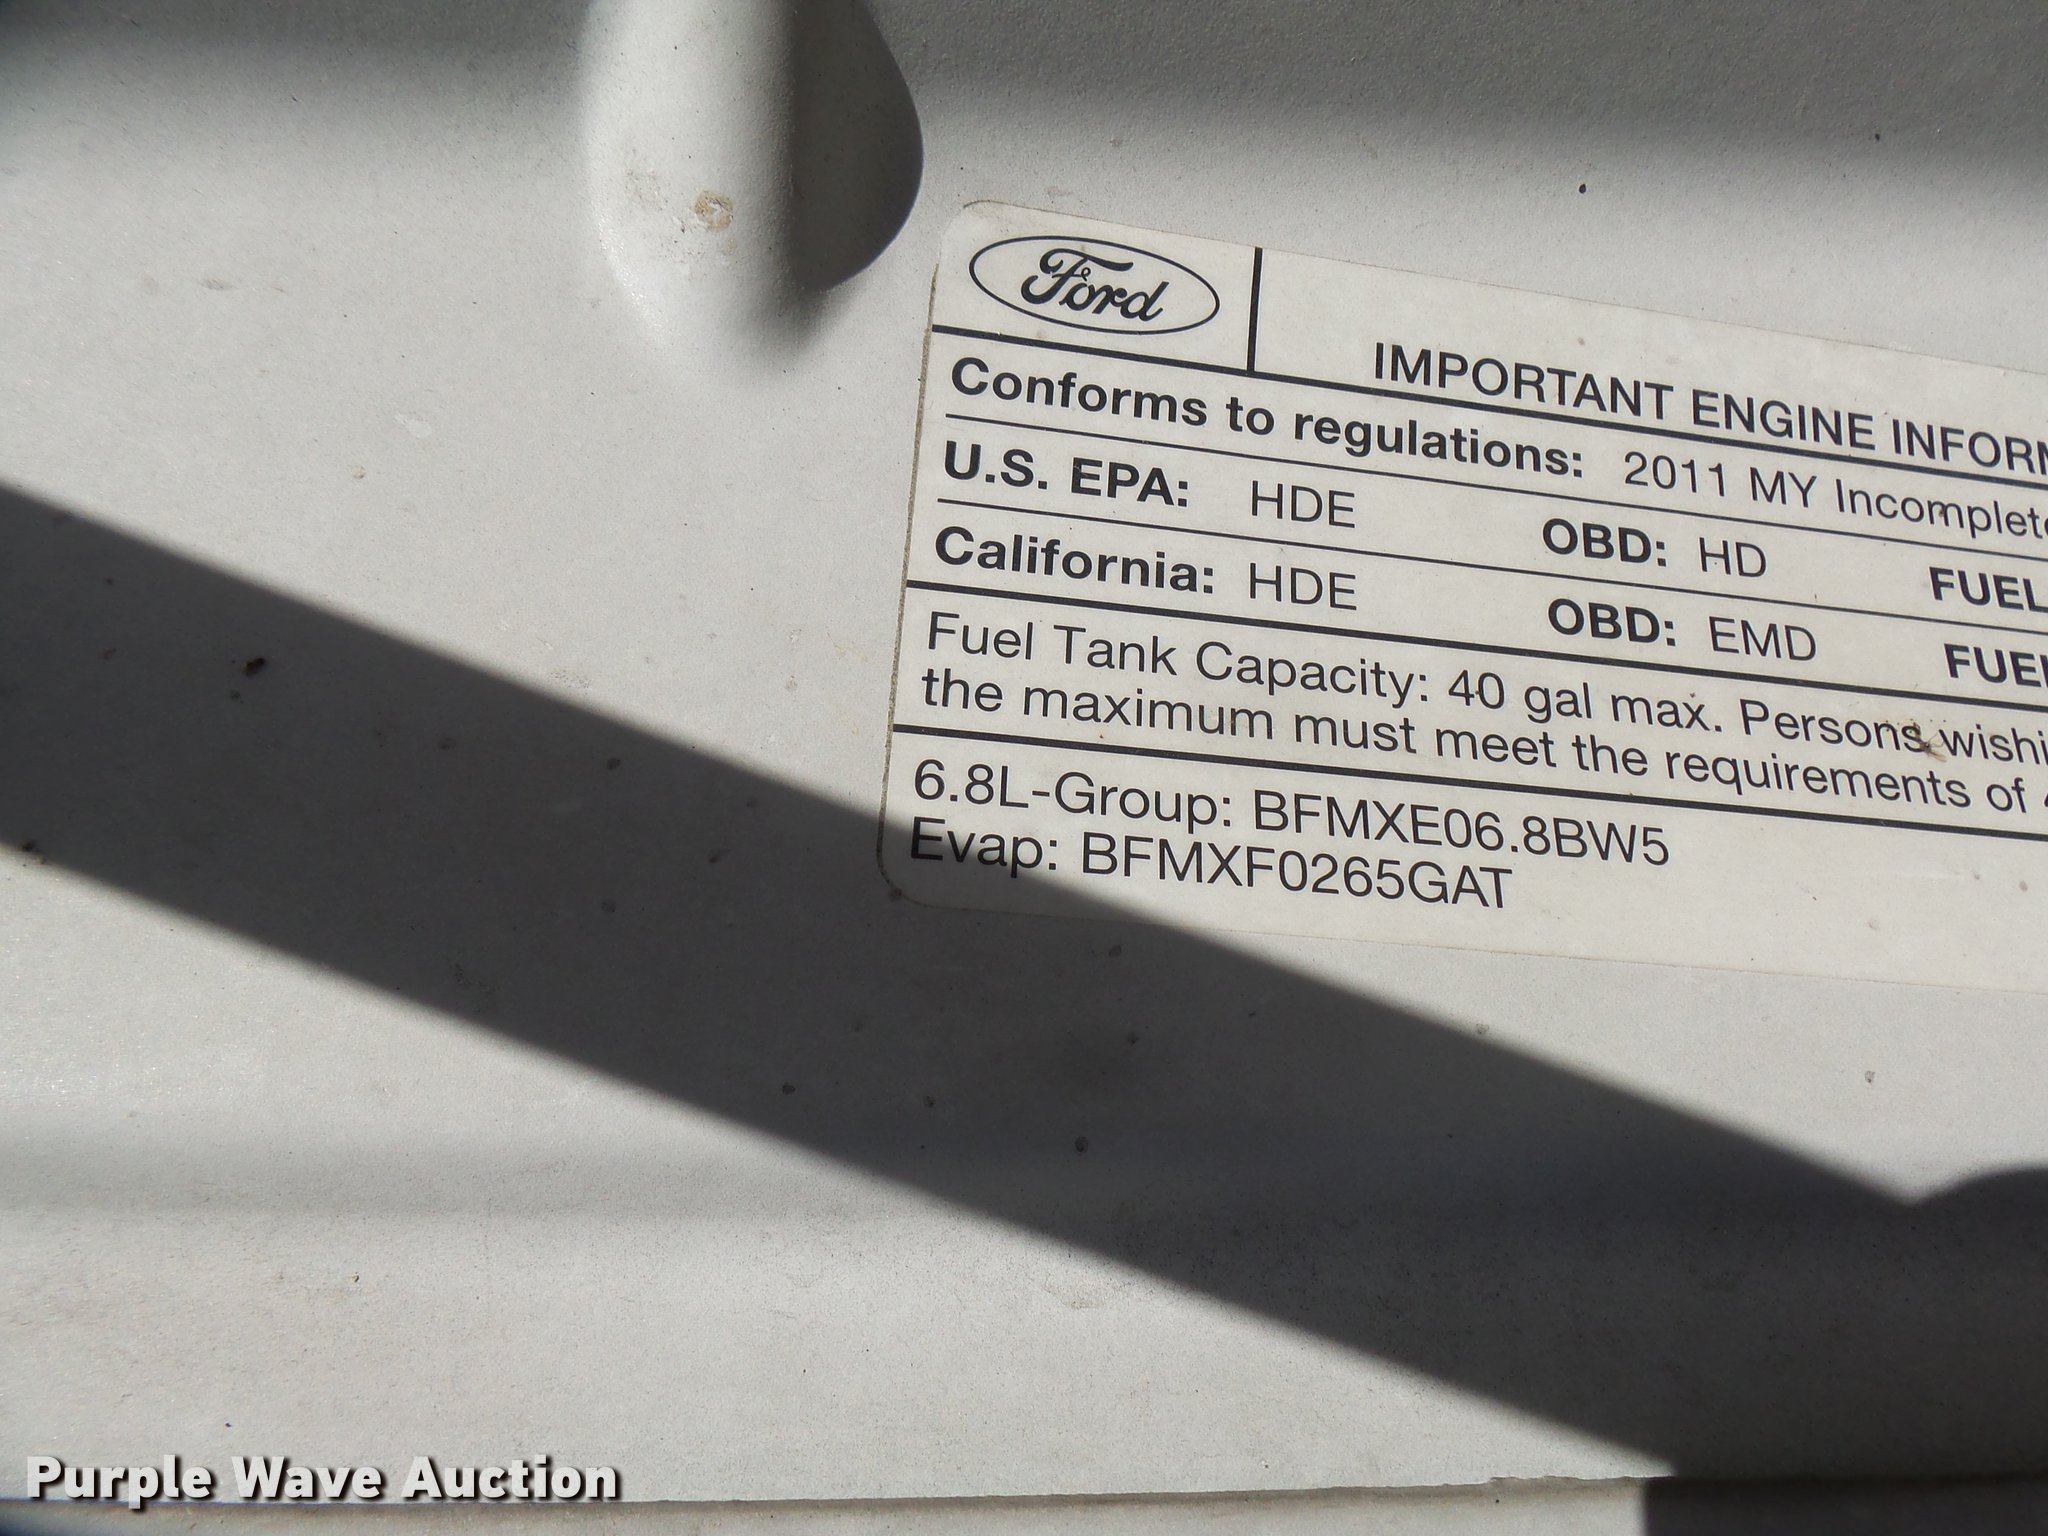 Ford
IMPORTANT ENGINE INFORM
Conforms to regulations: 2011 MY Incomplete
U.S. EPA: HDE OBD: HD FUEL
California: HDE OBD: EMD FUEL
Fuel Tank Capacity: 40 gal max. Persons wishi
the maximum must meet the requirements of
6.8L-Group: BFMXE06.8BW5
Evap: BFMXF0265GAT
Purple Wave Auction